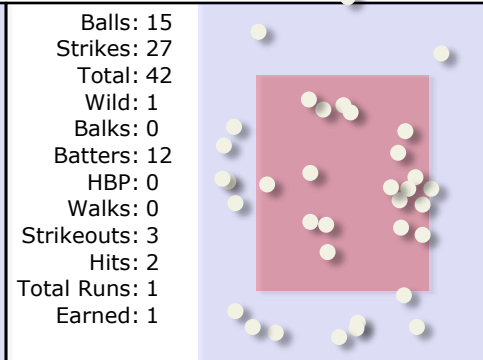 Balls: 15
Strikes: 27
Total: 42
Wild: 1
Balks: 0
Batters: 12
HBP: 0
Walks: 0
Strikeouts: 3
Hits: 2
Total Runs: 1
Earned: 1